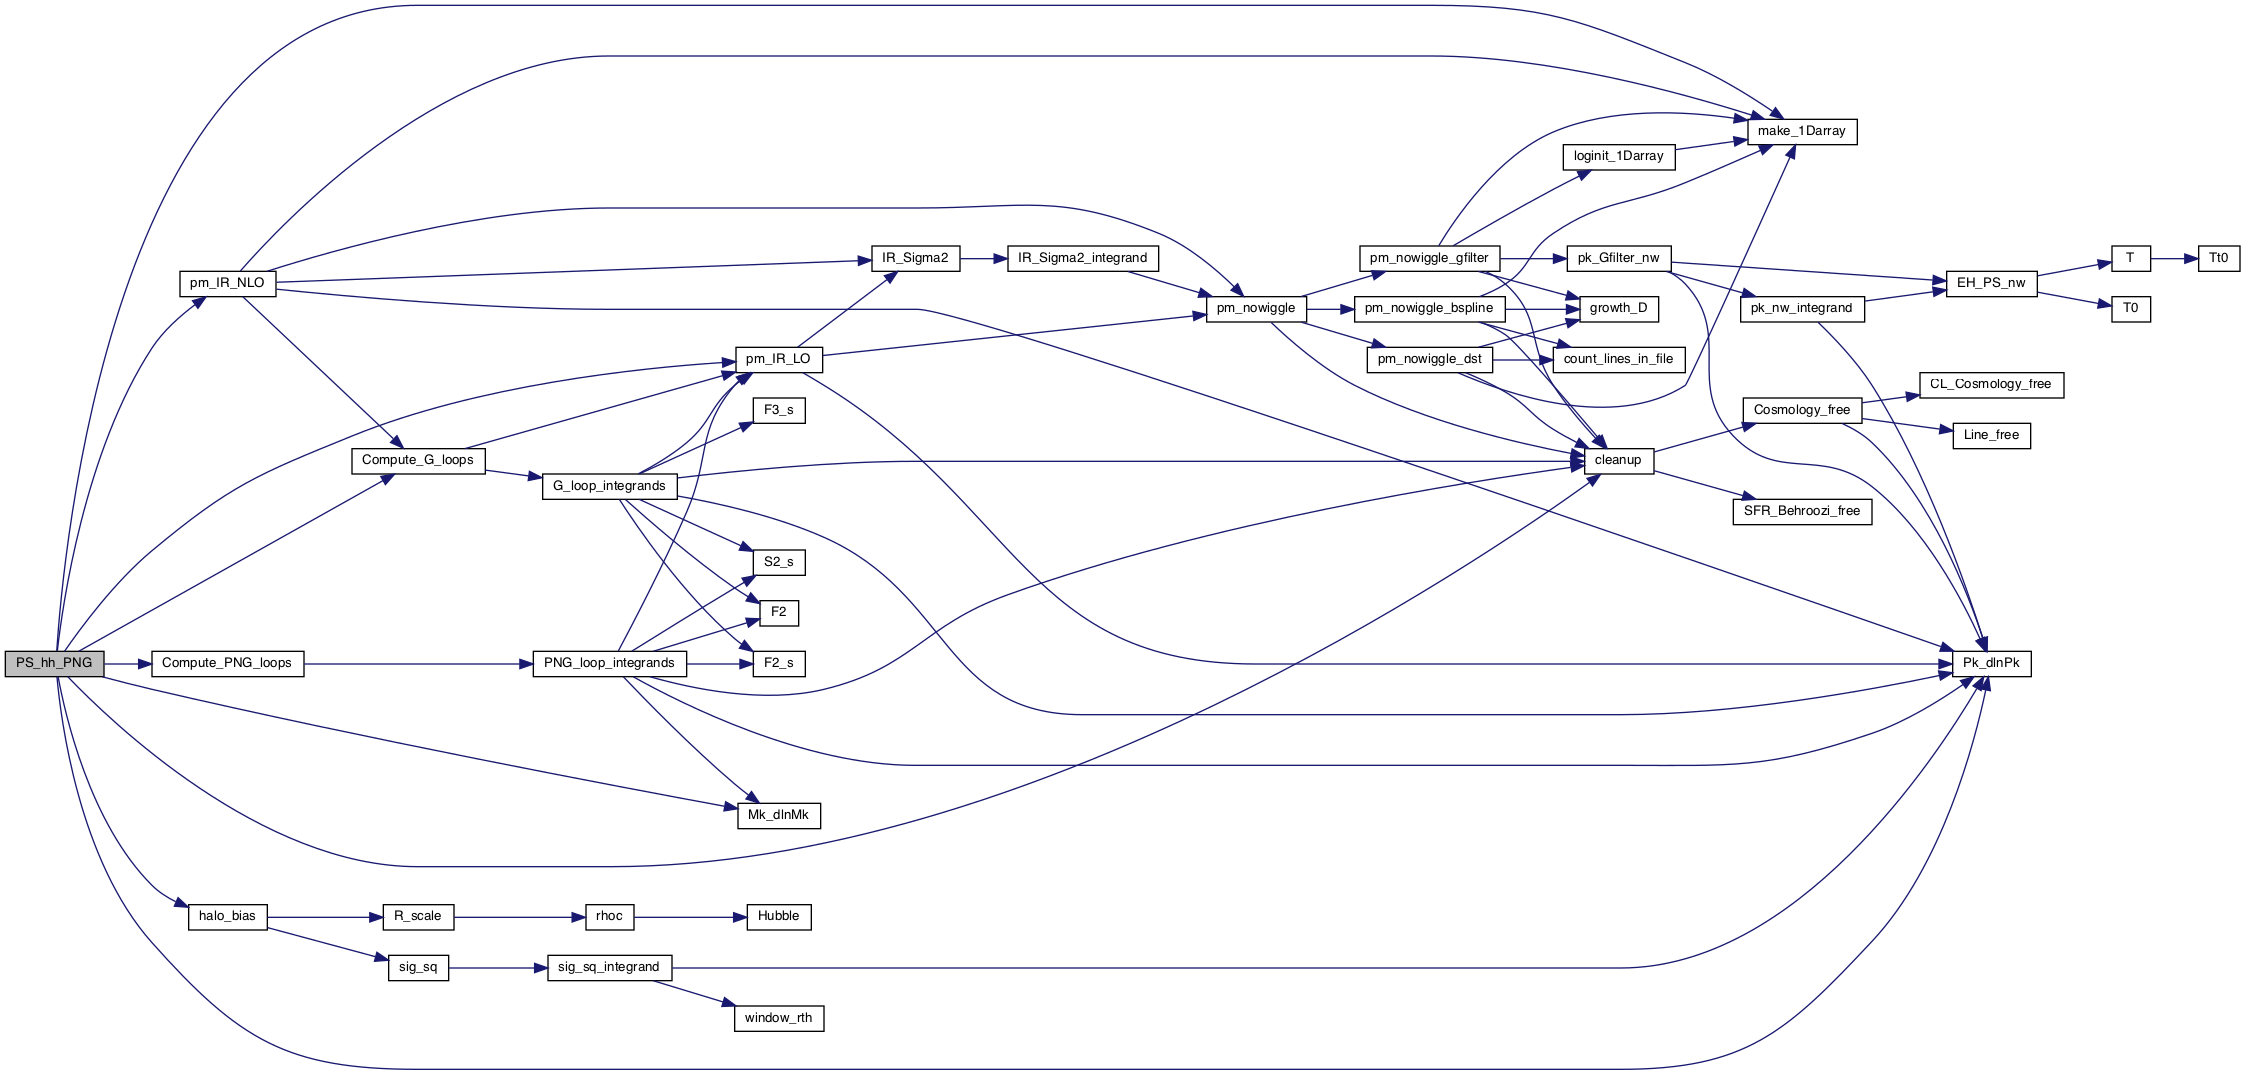 make_1Darray
loginit_1Darray
pm_IR_NLO
IR_Sigma2
IR_Sigma2_integrand
pm_nowiggle_gfilter
pk_Gfilter_nw
T
Tt0
pm_nowiggle
pm_nowiggle_bspline
growth_D
pk_nw_integrand
EH_PS_nw
T0
pm_IR_LO
pm_nowiggle_dst
count_lines_in_file
CL_Cosmology_free
F3_s
Cosmology_free
Line_free
Compute_G_loops
cleanup
G_loop_integrands
SFR_Behroozi_free
S2_s
F2
PS_hh_PNG
Compute_PNG_loops
PNG_loop_integrands
F2_s
Pk_dlnPk
Mk_dlnMk
halo_bias
R_scale
rhoc
Hubble
sig_sq
sig_sq_integrand
window_rth